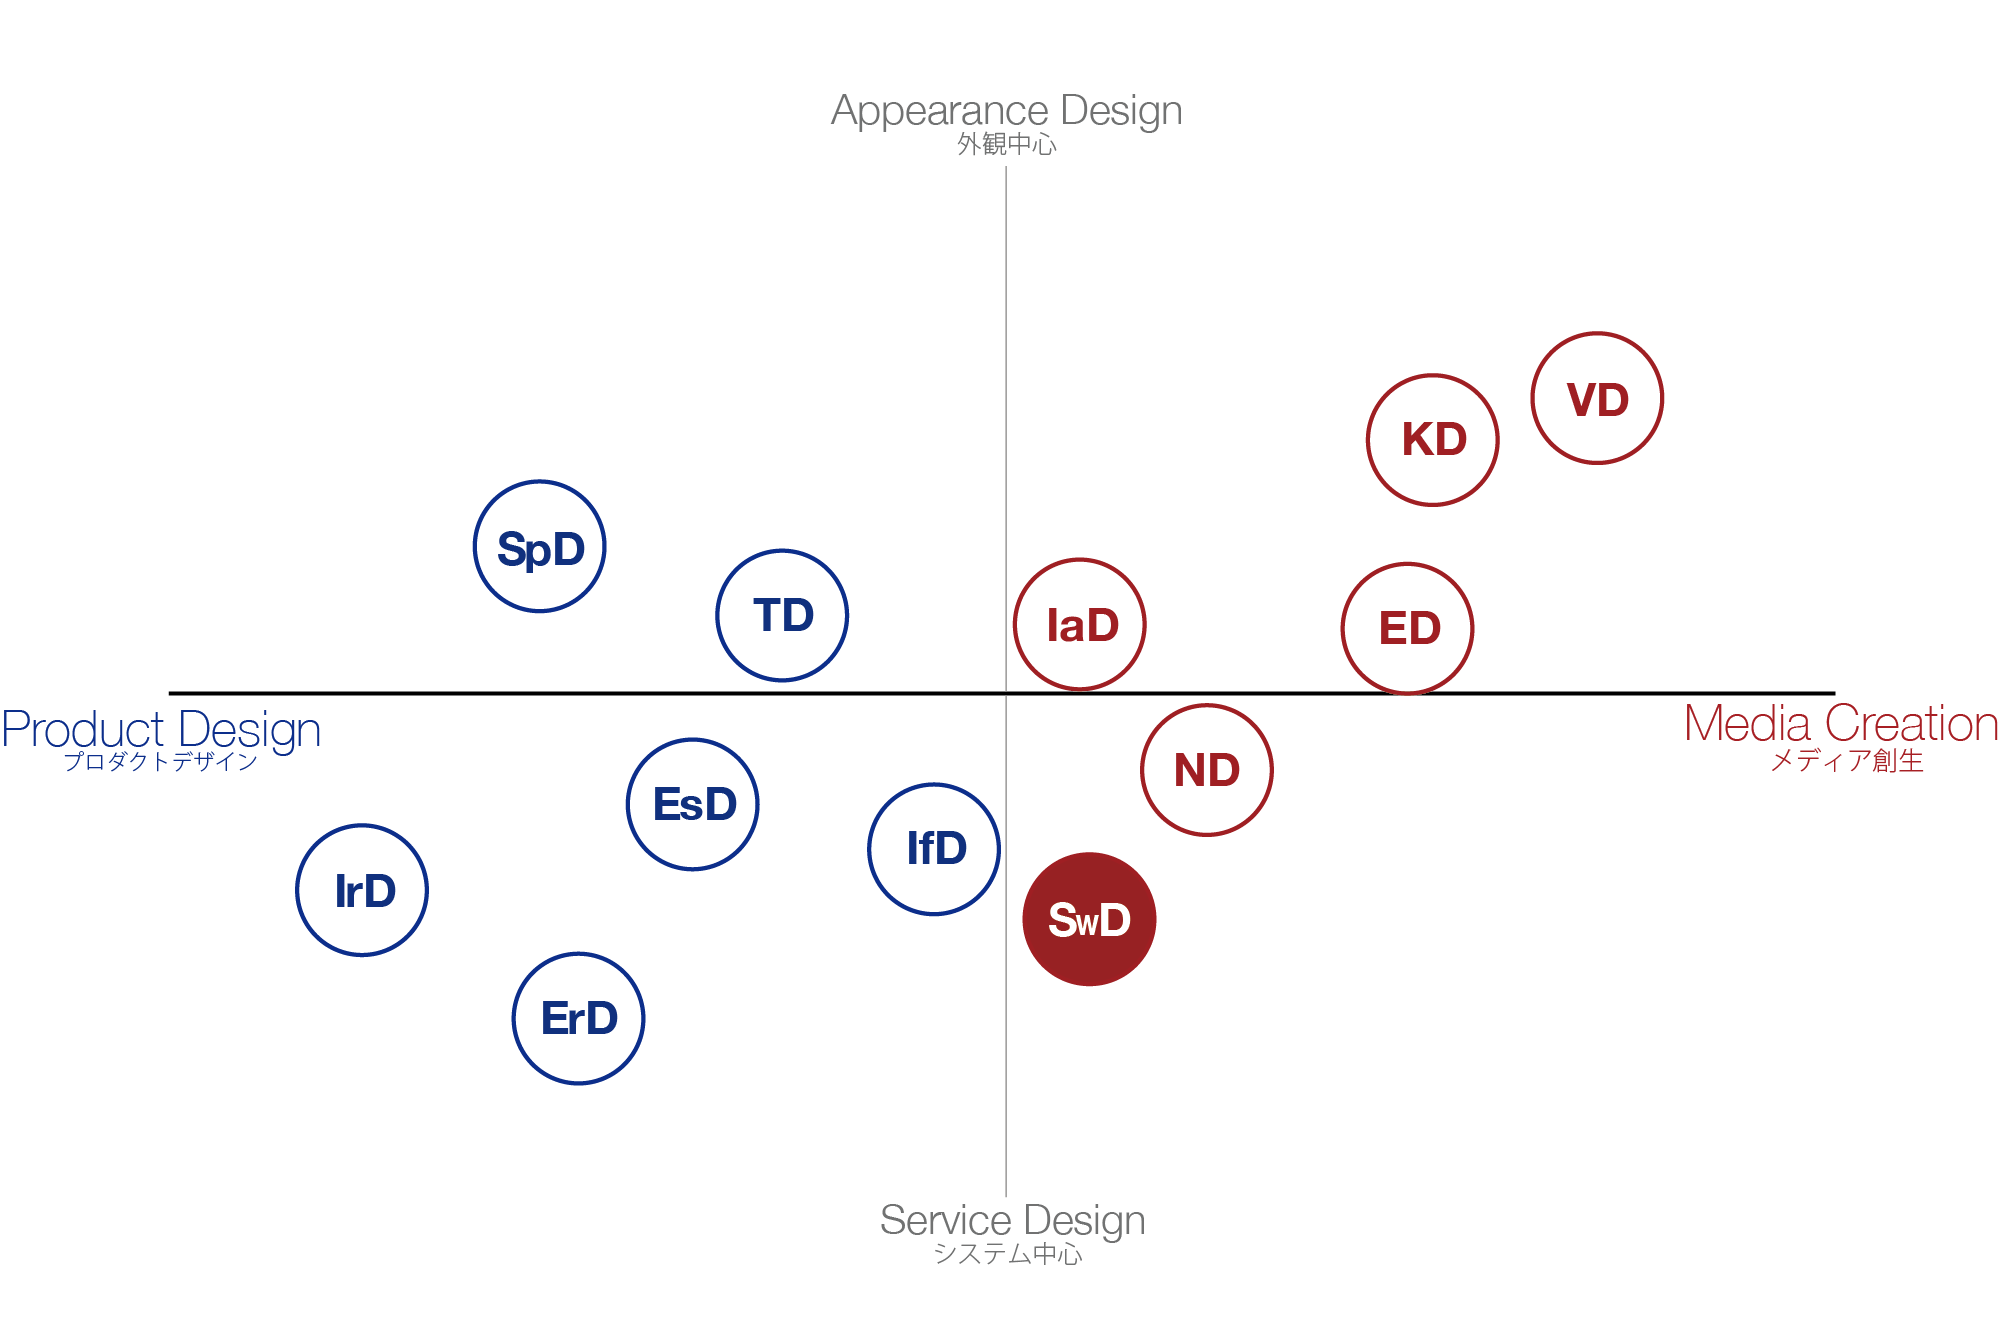 Appearance Design
外観中心
VD
KD
SpD
TD
IaD
ED
Product Design
プロダクトデザイン
Media Creation
メディア創生
ND
EsD
IfD
IrD
SwD
ErD
Service Design
システム中心